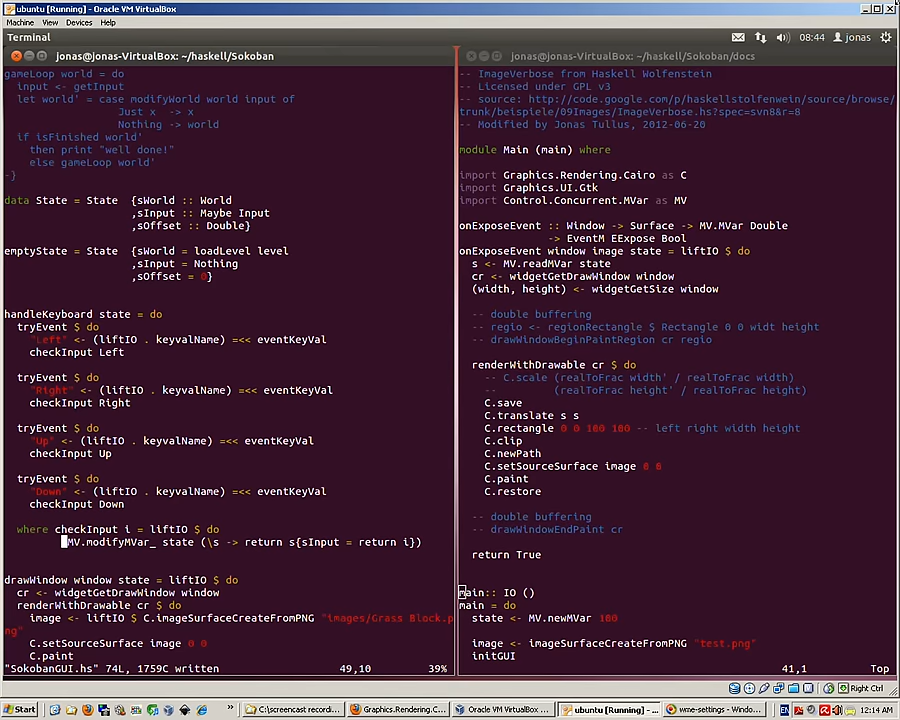 ubuntu [Running] - Oracle VM VirtualBox
Machine View Devices Help
Terminal
08:44 jonas
jonas@jonas-VirtualBox: ~/haskell/Sokoban
gameLoop world = do
  input <- getInput
  let world' = case modifyWorld world input of
                  Just x  -> x
                  Nothing -> world
  if isFinished world'
    then print "well done!"
    else gameLoop world'
-}
data State = State  {sWorld :: World
                    ,sInput :: Maybe Input
                    ,sOffset :: Double}
emptyState = State  {sWorld = loadLevel level
                    ,sInput = Nothing
                    ,sOffset = 0}
handleKeyboard state = do
  tryEvent $ do
    "Left" <- (liftIO . keyvalName) =<< eventKeyVal
    checkInput Left
  tryEvent $ do
    "Right" <- (liftIO . keyvalName) =<< eventKeyVal
    checkInput Right
  tryEvent $ do
    "Up" <- (liftIO . keyvalName) =<< eventKeyVal
    checkInput Up
  tryEvent $ do
    "Down" <- (liftIO . keyvalName) =<< eventKeyVal
    checkInput Down
  where checkInput i = liftIO $ do
         MV.modifyMVar_ state (\s -> return s{sInput = return i})
drawWindow window state = liftIO $ do
  cr <- widgetGetDrawWindow window
  renderWithDrawable cr $ do
    image <- liftIO $ C.imageSurfaceCreateFromPNG "images/Grass Block.p
ng"
    C.setSourceSurface image 0 0
    C.paint
"SokobanGUI.hs" 74L, 1759C written 49,10 39%
jonas@jonas-VirtualBox: ~/haskell/Sokoban/docs
-- ImageVerbose from Haskell Wolfenstein
-- Licensed under GPL v3
-- source: http://code.google.com/p/haskellstolfenwein/source/browse/
trunk/beispiele/09Images/ImageVerbose.hs?spec=svn8&r=8
-- Modified by Jonas Tullus, 2012-06-20
module Main (main) where
import Graphics.Rendering.Cairo as C
import Graphics.UI.Gtk
import Control.Concurrent.MVar as MV
onExposeEvent :: Window -> Surface -> MV.MVar Double
              -> EventM EExpose Bool
onExposeEvent window image state = liftIO $ do
  s <- MV.readMVar state
  cr <- widgetGetDrawWindow window
  (width, height) <- widgetGetSize window
  -- double buffering
  -- regio <- regionRectangle $ Rectangle 0 0 widt height
  -- drawWindowBeginPaintRegion cr regio
  renderWithDrawable cr $ do
    -- C.scale (realToFrac width' / realToFrac width)
    --         (realToFrac height' / realToFrac height)
    C.save
    C.translate s s
    C.rectangle 0 0 100 100 -- left right width height
    C.clip
    C.newPath
    C.setSourceSurface image 0 0
    C.paint
    C.restore
  -- double buffering
  -- drawWindowEndPaint cr
  return True
main:: IO ()
main = do
  state <- MV.newMVar 100
  image <- imageSurfaceCreateFromPNG "test.png"
  initGUI
41,1 Top
Right Ctrl
Start
C:\screencast recordi...
Graphics.Rendering.C...
Oracle VM VirtualBox ...
ubuntu [Running] - ...
wme-settings - Windo...
EN
12:14 AM